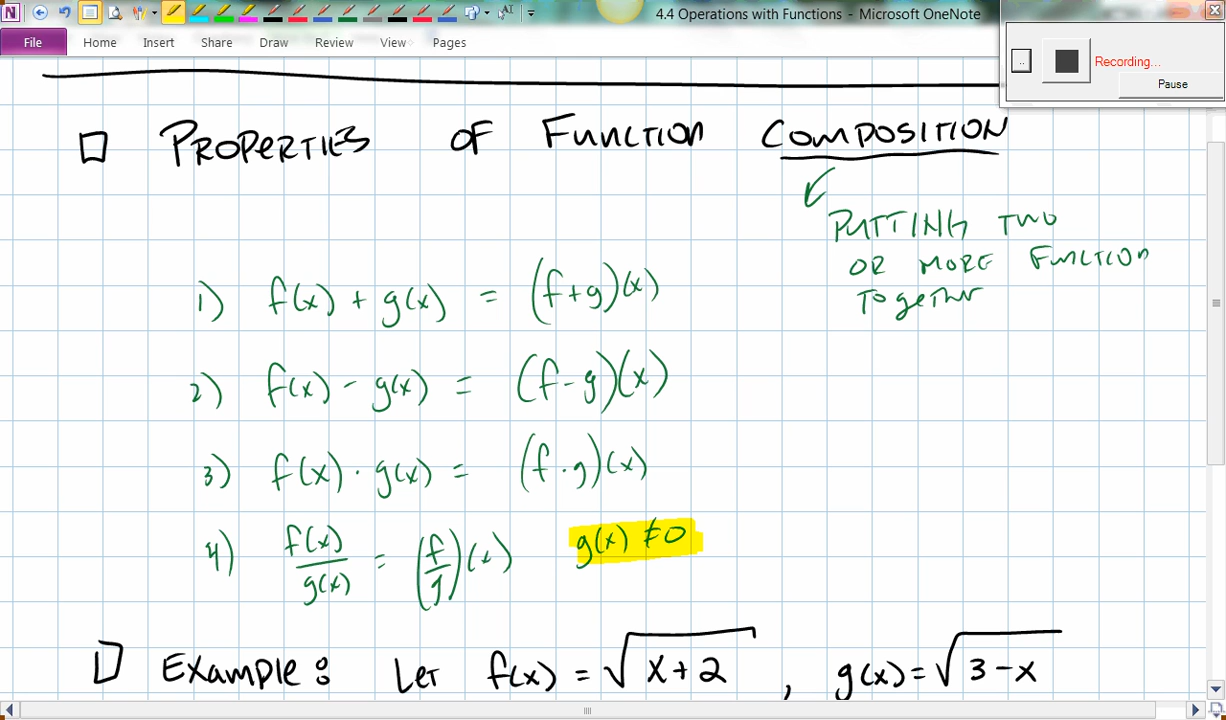 4.4 Operations with Functions - Microsoft OneNote
File Home Insert Share Draw Review View Pages
Recording...
Pause
PROPERTIES OF FUNCTION COMPOSITION
PUTTING TWO
OR MORE FUNCTION
TOGETHER
1) f(x) + g(x) = (f+g)(x)
2) f(x) - g(x) = (f-g)(x)
3) f(x) · g(x) = (f·g)(x)
4) f(x)/g(x) = (f/g)(x) g(x) ≠ 0
Example: Let f(x) = √(x+2), g(x) = √(3-x)